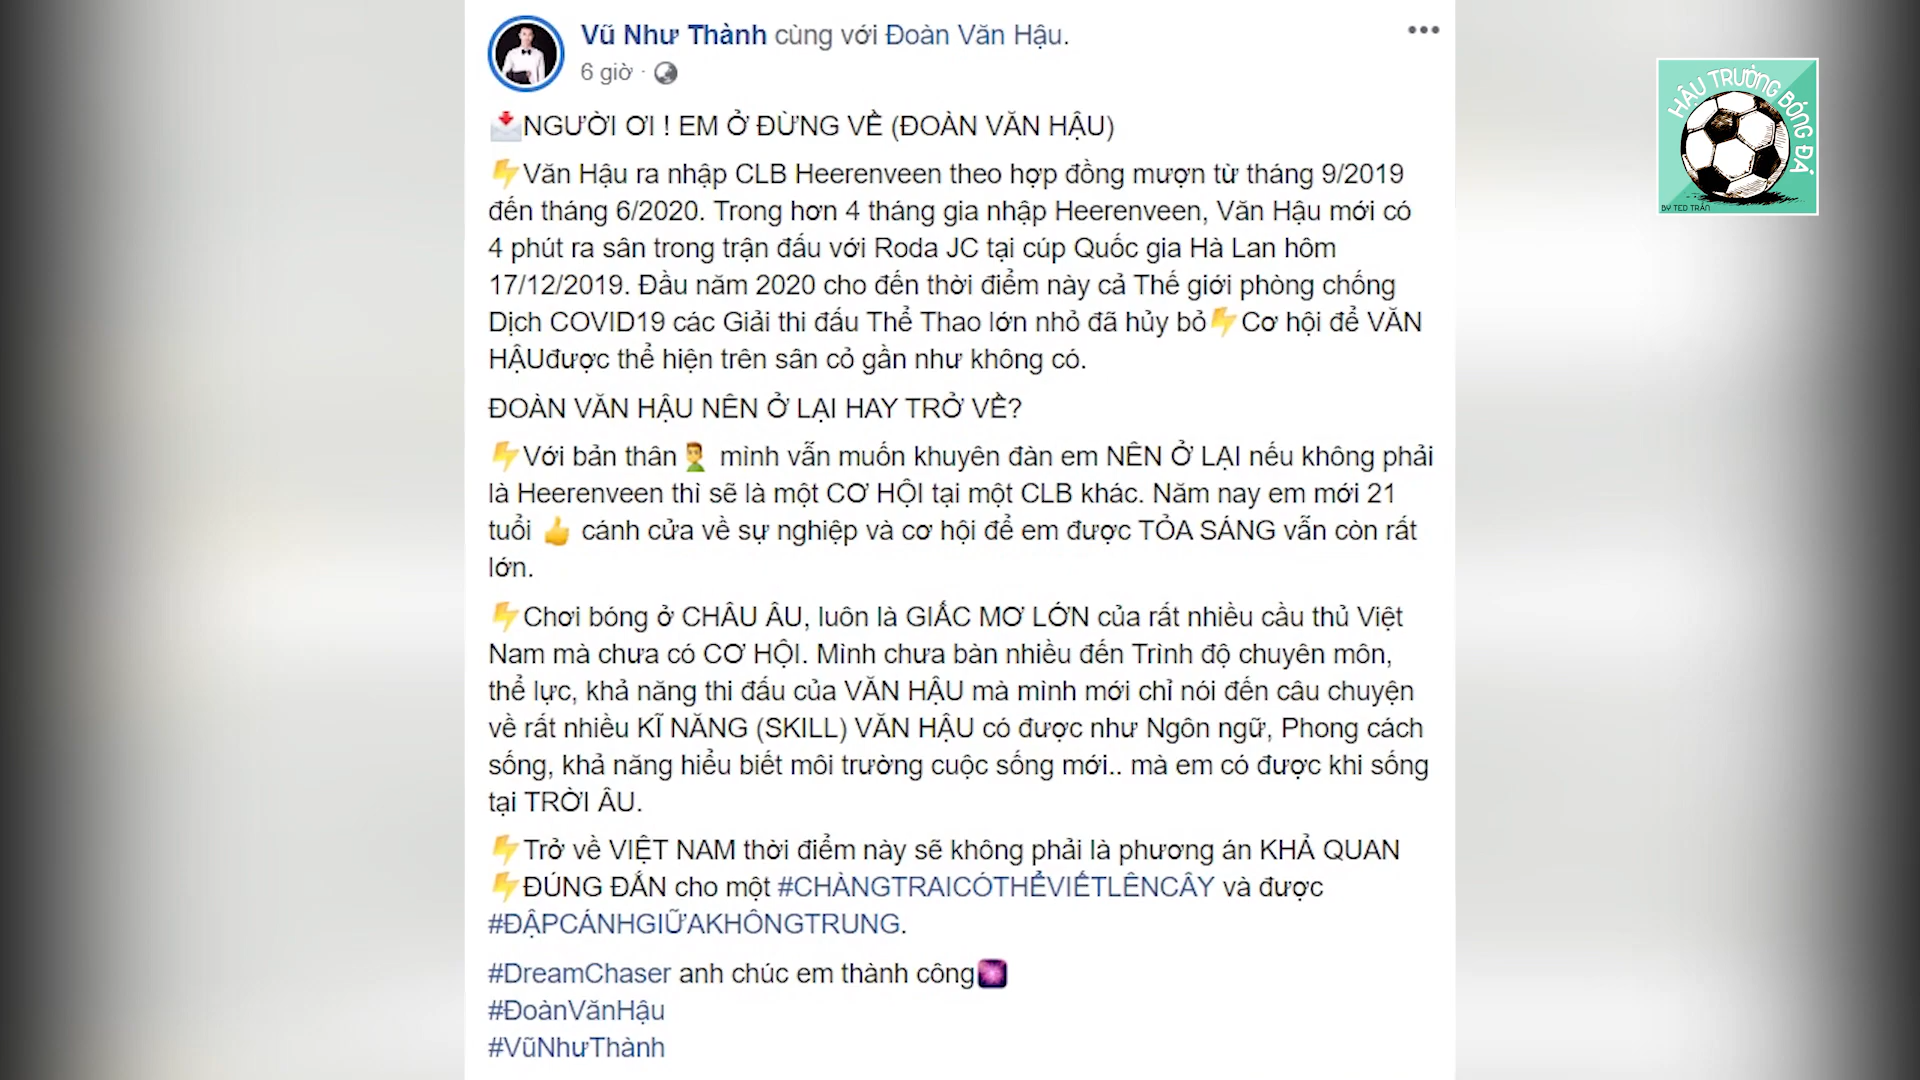 Vũ Như Thành cùng với Đoàn Văn Hậu.
6 giờ ·
NGƯỜI ƠI ! EM Ở ĐỪNG VỀ (ĐOÀN VĂN HẬU)
⚡Văn Hậu ra nhập CLB Heerenveen theo hợp đồng mượn từ tháng 9/2019
đến tháng 6/2020. Trong hơn 4 tháng gia nhập Heerenveen, Văn Hậu mới có
4 phút ra sân trong trận đấu với Roda JC tại cúp Quốc gia Hà Lan hôm
17/12/2019. Đầu năm 2020 cho đến thời điểm này cả Thế giới phòng chống
Dịch COVID19 các Giải thi đấu Thể Thao lớn nhỏ đã hủy bỏ⚡Cơ hội để VĂN
HẬUđược thể hiện trên sân cỏ gần như không có.
ĐOÀN VĂN HẬU NÊN Ở LẠI HAY TRỞ VỀ?
⚡Với bản thân🤦‍♂️ mình vẫn muốn khuyên đàn em NÊN Ở LẠI nếu không phải
là Heerenveen thì sẽ là một CƠ HỘI tại một CLB khác. Năm nay em mới 21
tuổi 👍 cánh cửa về sự nghiệp và cơ hội để em được TỎA SÁNG vẫn còn rất
lớn.
⚡Chơi bóng ở CHÂU ÂU, luôn là GIẤC MƠ LỚN của rất nhiều cầu thủ Việt
Nam mà chưa có CƠ HỘI. Mình chưa bàn nhiều đến Trình độ chuyên môn,
thể lực, khả năng thi đấu của VĂN HẬU mà mình mới chỉ nói đến câu chuyện
về rất nhiều KĨ NĂNG (SKILL) VĂN HẬU có được như Ngôn ngữ, Phong cách
sống, khả năng hiểu biết môi trường cuộc sống mới.. mà em có được khi sống
tại TRỜI ÂU.
⚡Trở về VIỆT NAM thời điểm này sẽ không phải là phương án KHẢ QUAN
⚡ĐÚNG ĐẮN cho một #CHÀNGTRAICÓTHỂVIẾTLÊNCÂY và được
#ĐẬPCÁNHGIỮAKHÔNGTRUNG.
#DreamChaser anh chúc em thành công
#ĐoànVănHậu
#VũNhưThành
HẬU TRƯỜNG BÓNG ĐÁ
BY TED TRẦN